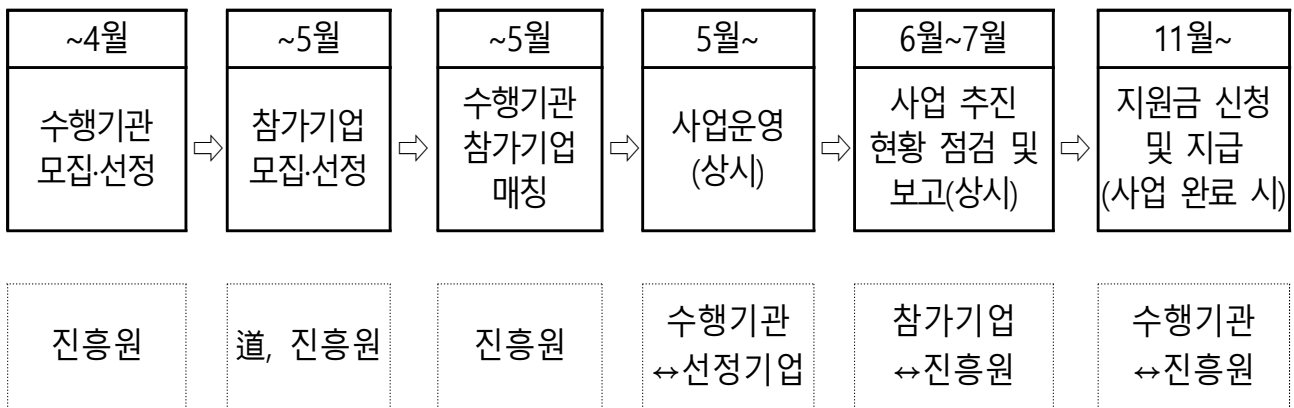 ~4월
수행기관
모집·선정
⇨
~5월
참가기업
모집·선정
⇨
~5월
수행기관
참가기업
매칭
⇨
5월~
사업운영
(상시)
⇨
6월~7월
사업 추진
현황 점검 및
보고(상시)
⇨
11월~
지원금 신청
및 지급
(사업 완료 시)
진흥원
道, 진흥원
진흥원
수행기관
↔선정기업
참가기업
↔진흥원
수행기관
↔진흥원